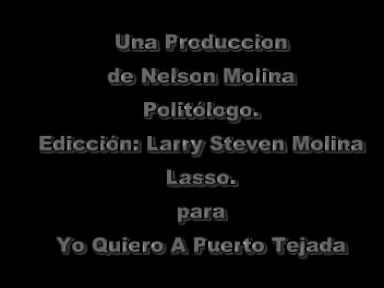 Una Produccion
de Nelson Molina
Politólogo.
Edicción: Larry Steven Molina
Lasso.
para
Yo Quiero A Puerto Tejada